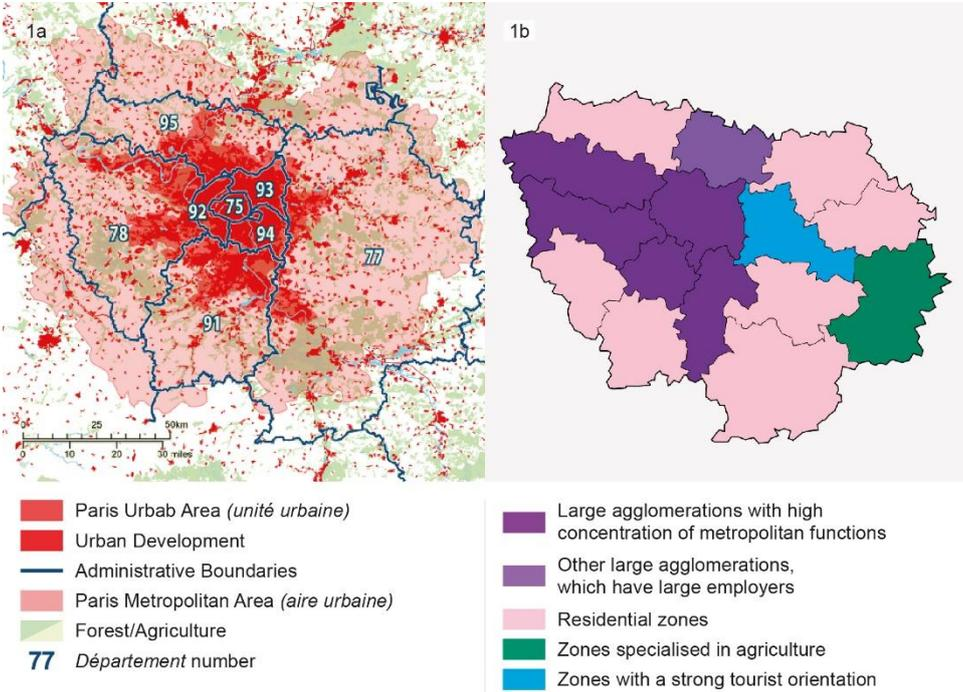 1a
95
93
92
75
94
78
77
91
0 25 50km
0 10 20 30 miles
Paris Urbab Area (unité urbaine)
Urban Development
Administrative Boundaries
Paris Metropolitan Area (aire urbaine)
Forest/Agriculture
77 Département number
1b
Large agglomerations with high
concentration of metropolitan functions
Other large agglomerations,
which have large employers
Residential zones
Zones specialised in agriculture
Zones with a strong tourist orientation